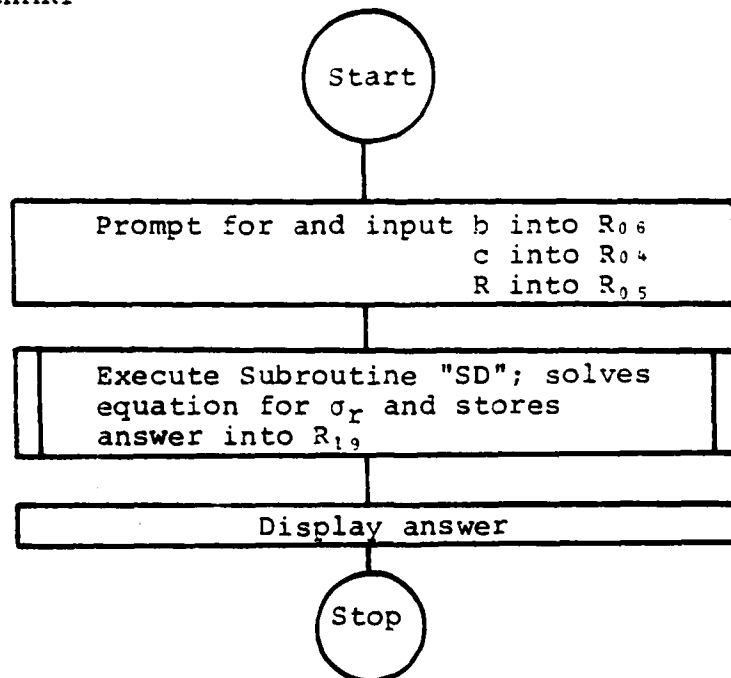 Start
Prompt for and input b into R₀₆
c into R₀₄
R into R₀₅
Execute Subroutine "SD"; solves
equation for σr and stores
answer into R₁₉
Display answer
Stop